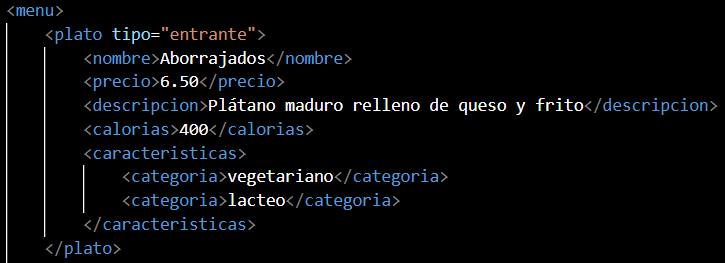 <menu>
<plato tipo="entrante">
<nombre>Aborrajados</nombre>
<precio>6.50</precio>
<descripcion>Plátano maduro relleno de queso y frito</descripcion>
<calorias>400</calorias>
<caracteristicas>
<categoria>vegetariano</categoria>
<categoria>lacteo</categoria>
</caracteristicas>
</plato>